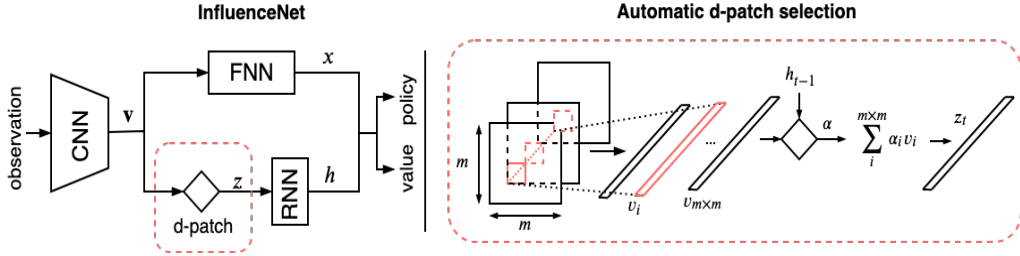 InfluenceNet
Automatic d-patch selection
observation
CNN
v
FNN
x
d-patch
z
RNN
h
policy
value
m
m
v_i
...
v_{m×m}
h_{t−1}
α
m×m
∑ α_i v_i
i
z_t